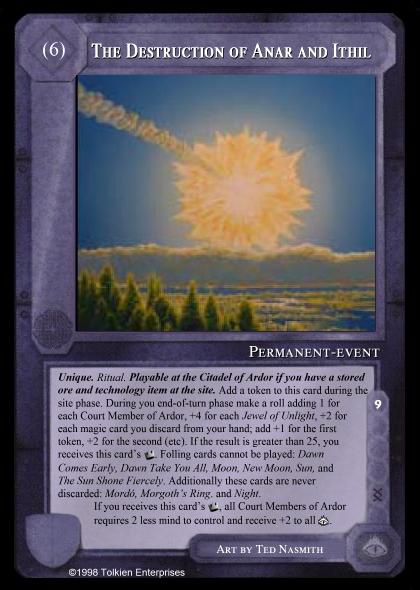 (6) THE DESTRUCTION OF ANAR AND ITHIL
PERMANENT-EVENT
Unique. Ritual. Playable at the Citadel of Ardor if you have a stored
ore and technology item at the site. Add a token to this card during the
site phase. During you end-of-turn phase make a roll adding 1 for
each Court Member of Ardor, +4 for each Jewel of Unlight, +2 for
each magic card you discard from your hand; add +1 for the first
token, +2 for the second (etc). If the result is greater than 25, you
receives this card's . Folling cards cannot be played: Dawn
Comes Early, Dawn Take You All, Moon, New Moon, Sun, and
The Sun Shone Fiercely. Additionally these cards are never
discarded: Mordó, Morgoth's Ring, and Night.
If you receives this card's , all Court Members of Ardor
requires 2 less mind to control and receive +2 to all .
9
ART BY TED NASMITH
©1998 Tolkien Enterprises